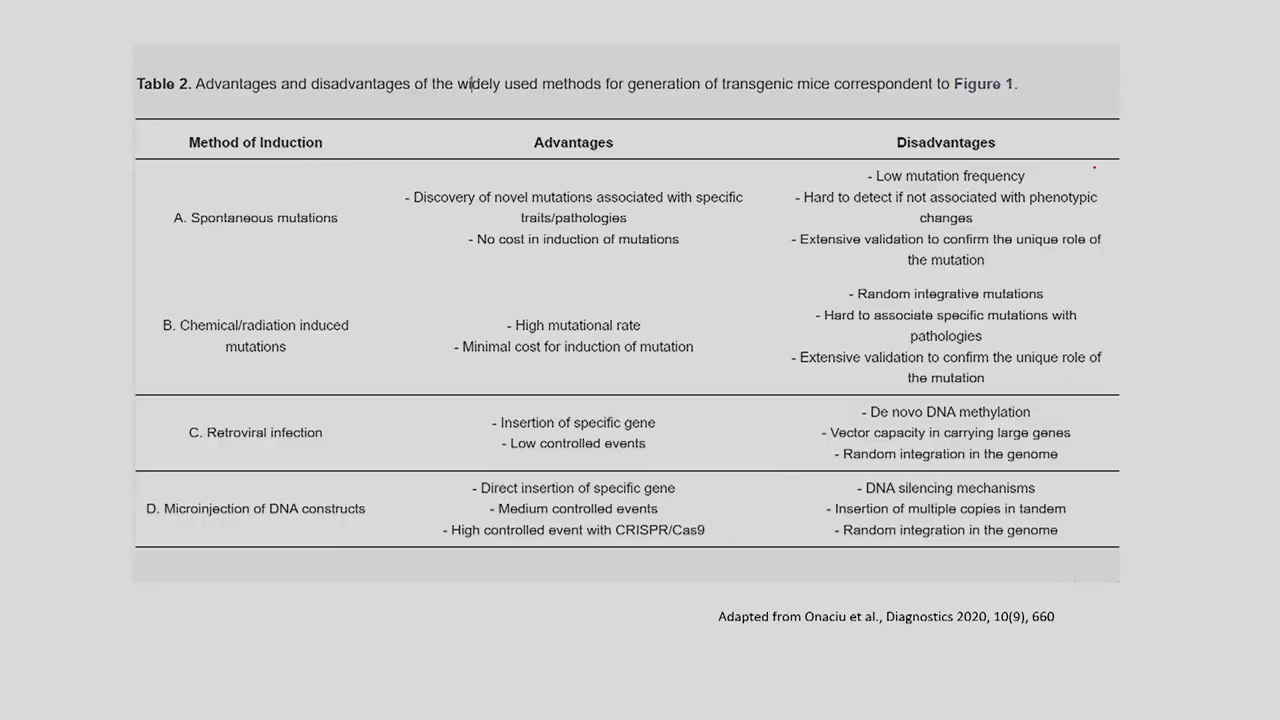 Table 2. Advantages and disadvantages of the widely used methods for generation of transgenic mice correspondent to Figure 1.
Method of Induction
Advantages
Disadvantages
A. Spontaneous mutations
- Discovery of novel mutations associated with specific
traits/pathologies
- No cost in induction of mutations
- Low mutation frequency
- Hard to detect if not associated with phenotypic
changes
- Extensive validation to confirm the unique role of
the mutation
B. Chemical/radiation induced
mutations
- High mutational rate
- Minimal cost for induction of mutation
- Random integrative mutations
- Hard to associate specific mutations with
pathologies
- Extensive validation to confirm the unique role of
the mutation
C. Retroviral infection
- Insertion of specific gene
- Low controlled events
- De novo DNA methylation
- Vector capacity in carrying large genes
- Random integration in the genome
D. Microinjection of DNA constructs
- Direct insertion of specific gene
- Medium controlled events
- High controlled event with CRISPR/Cas9
- DNA silencing mechanisms
- Insertion of multiple copies in tandem
- Random integration in the genome
Adapted from Onaciu et al., Diagnostics 2020, 10(9), 660